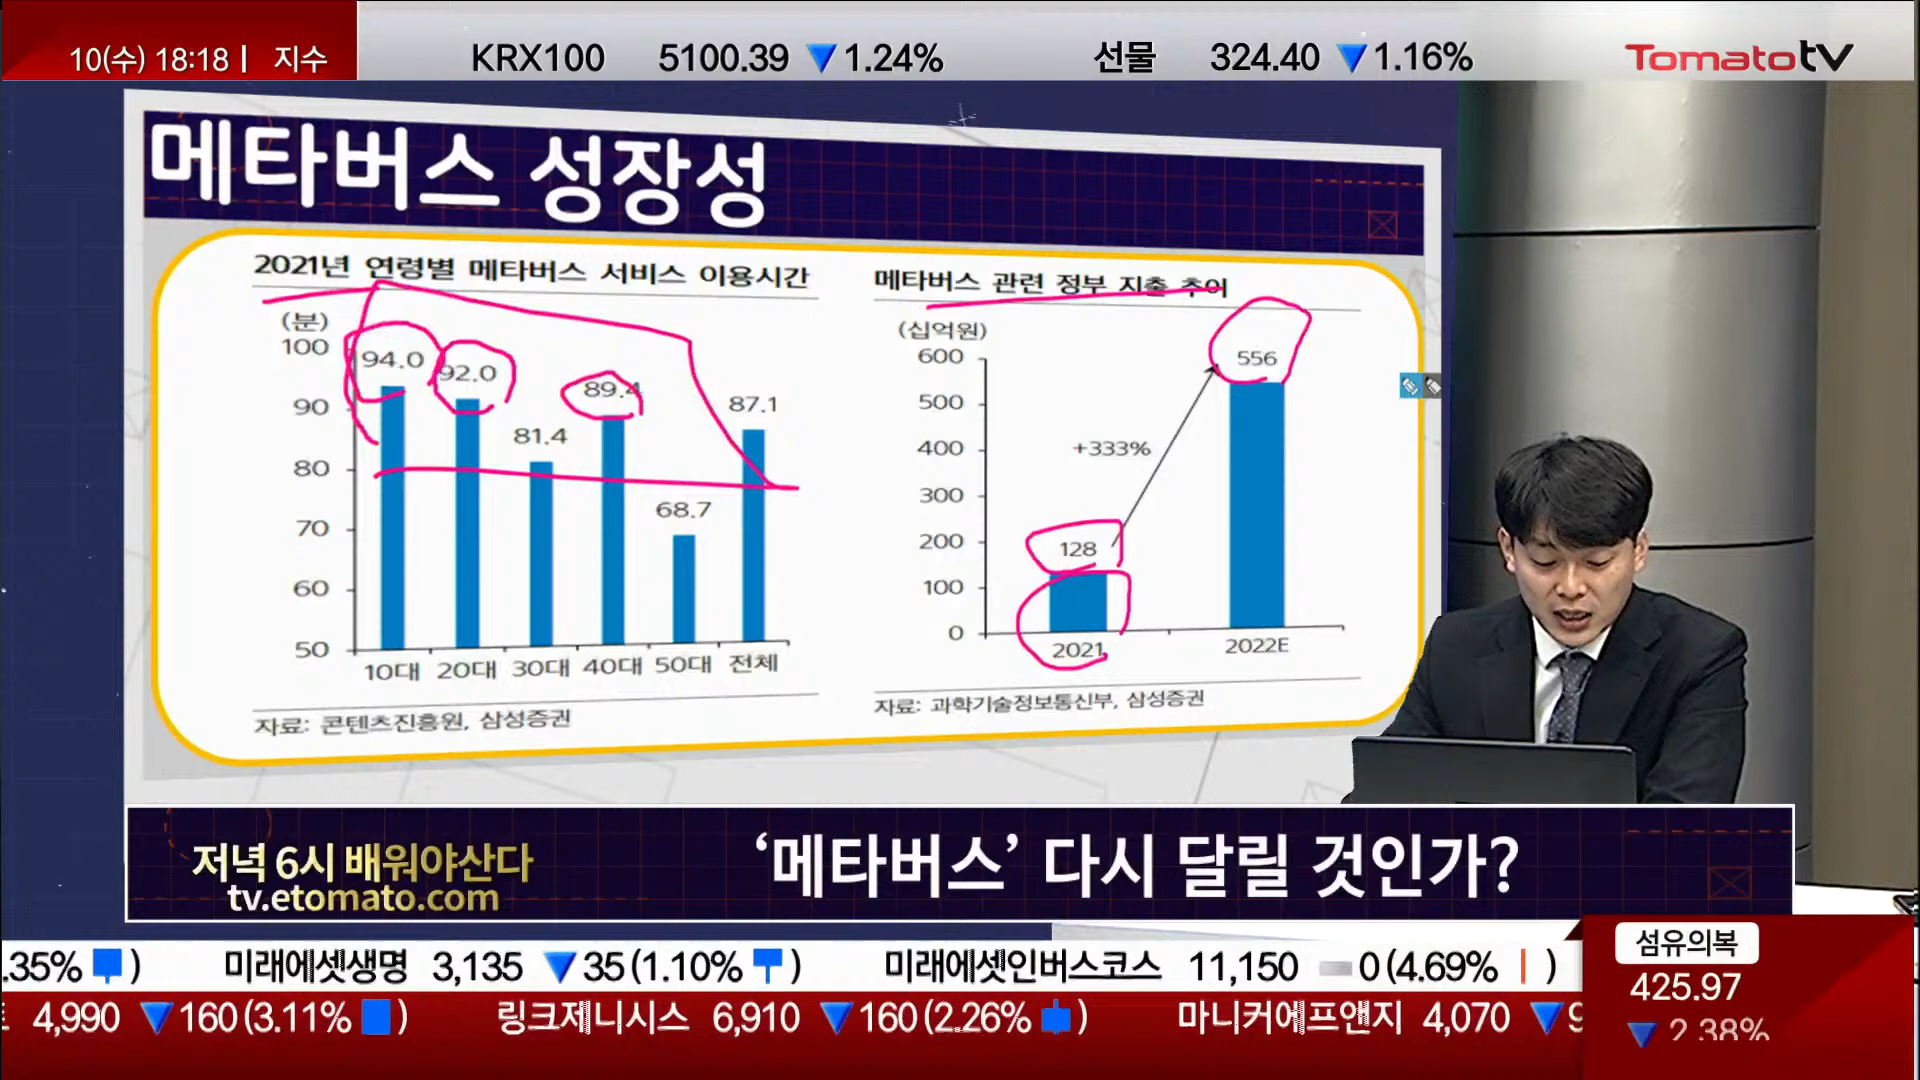 10(수) 18:18 | 지수 KRX100 5100.39 ▼1.24% 선물 324.40 ▼1.16% Tomatotv
메타버스 성장성
2021년 연령별 메타버스 서비스 이용시간
(분)
100
90
80
70
60
50
94.0
92.0
81.4
89.4
68.7
87.1
10대 20대 30대 40대 50대 전체
자료: 콘텐츠진흥원, 삼성증권
메타버스 관련 정부 지출 추이
(십억원)
600
500
400
300
200
100
0
128
+333%
556
2021 2022E
자료: 과학기술정보통신부, 삼성증권
저녁 6시 배워야산다
tv.etomato.com
‘메타버스’ 다시 달릴 것인가?
.35% ) 미래에셋생명 3,135 ▼35(1.10% ) 미래에셋인버스코스 11,150 0(4.69% )
4,990 ▼160(3.11% ) 링크제니시스 6,910 ▼160(2.26% ) 마니커에프앤지 4,070 ▼
섬유의복
425.97
▼ 2.38%